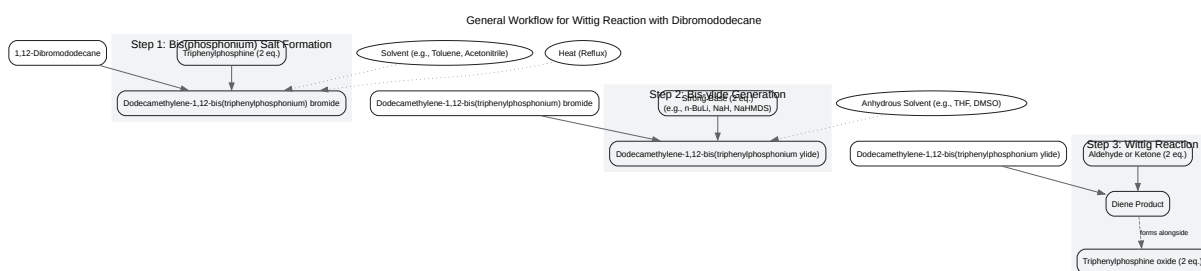 General Workflow for Wittig Reaction with Dibromododecane
1,12-Dibromododecane
Step 1: Bis(phosphonium) Salt Formation
Triphenylphosphine (2 eq.)
Solvent (e.g., Toluene, Acetonitrile)
Heat (Reflux)
Dodecamethylene-1,12-bis(triphenylphosphonium) bromide
Dodecamethylene-1,12-bis(triphenylphosphonium) bromide
Step 2: Bis-ylide Generation
Strong Base (2 eq.)
(e.g., n-BuLi, NaH, NaHMDS)
Anhydrous Solvent (e.g., THF, DMSO)
Dodecamethylene-1,12-bis(triphenylphosphonium ylide)
Dodecamethylene-1,12-bis(triphenylphosphonium ylide)
Step 3: Wittig Reaction
Aldehyde or Ketone (2 eq.)
Diene Product
forms alongside
Triphenylphosphine oxide (2 eq.)